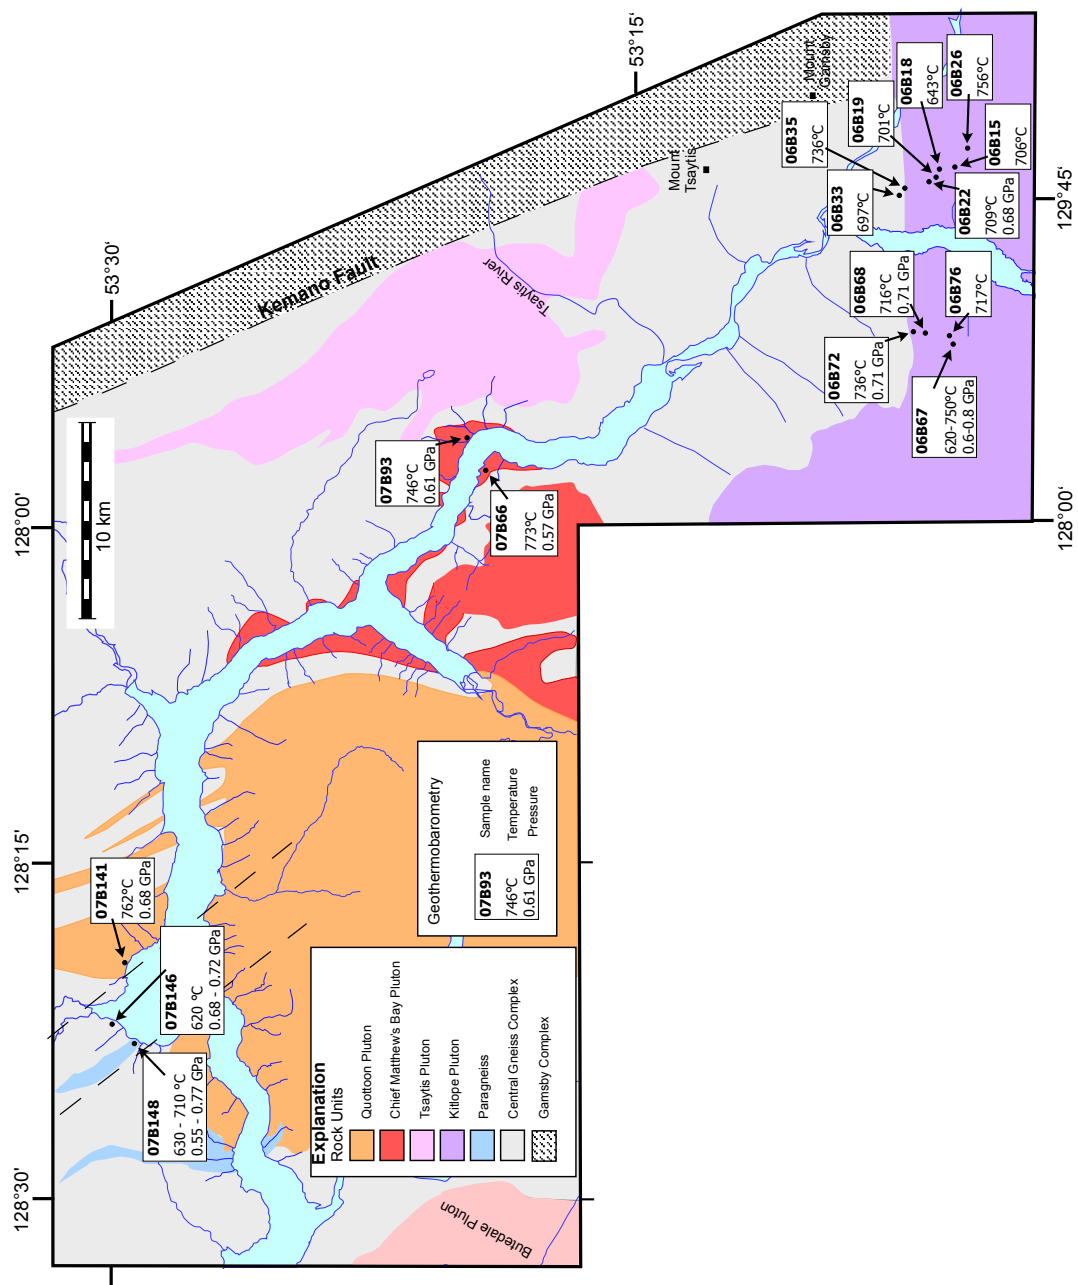 53°30‘
53°15‘
128°00‘
128°15‘
128°30‘
129°45‘
128°00‘
10 km
Kemano Fault
Tsaytis River
Mount
Tsaytis
Mount
Gamsby
Butedale Pluton
07B141
762°C
0.68 GPa
07B146
620 °C
0.68 - 0.72 GPa
07B148
630 - 710 °C
0.55 - 0.77 GPa
07B93
746°C
0.61 GPa
07B66
773°C
0.57 GPa
06B35
736°C
06B33
697°C
06B19
701°C
06B18
643°C
06B26
756°C
06B15
706°C
06B22
709°C
0.68 GPa
06B68
716°C
0.71 GPa
06B76
717°C
06B72
736°C
0.71 GPa
06B67
620-750°C
0.6-0.8 GPa
Geothermobarometry
07B93
746°C
0.61 GPa
Sample name
Temperature
Pressure
Explanation
Rock Units
Quottoon Pluton
Chief Matthew's Bay Pluton
Tsaytis Pluton
Kitlope Pluton
Paragneiss
Central Gneiss Complex
Gamsby Complex